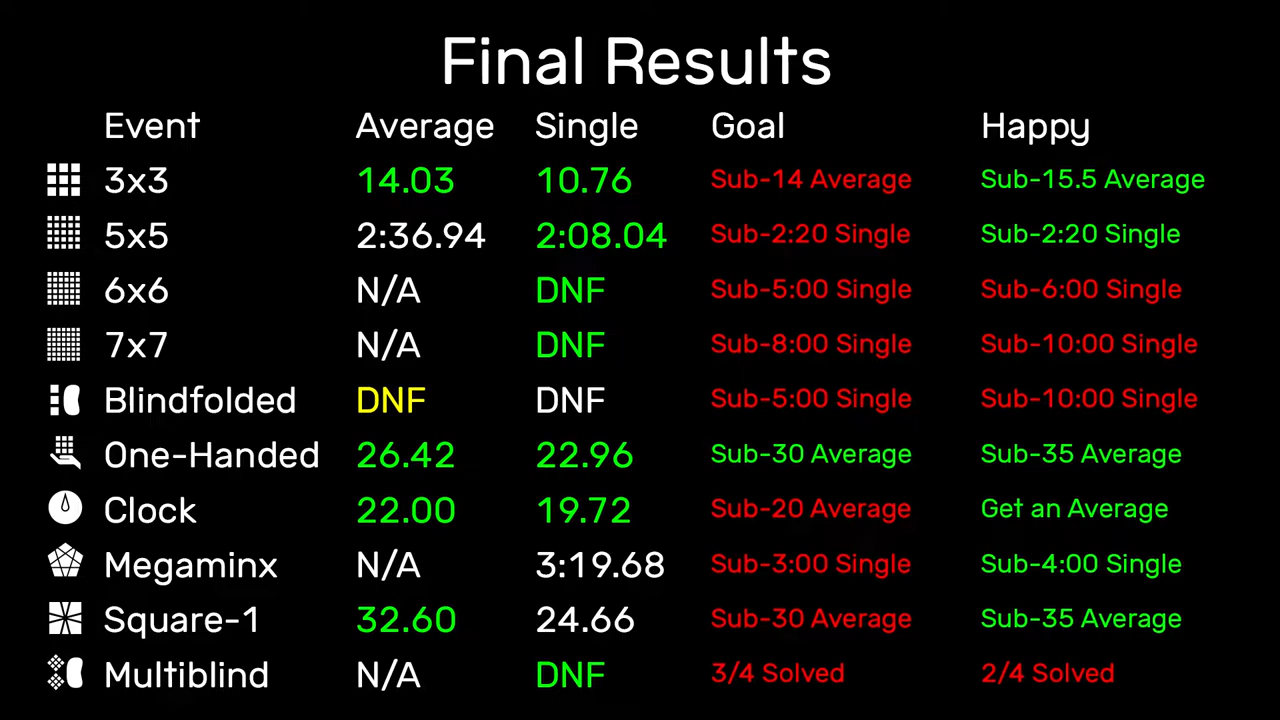 Final Results
Event Average Single Goal Happy
3x3 14.03 10.76 Sub-14 Average Sub-15.5 Average
5x5 2:36.94 2:08.04 Sub-2:20 Single Sub-2:20 Single
6x6 N/A DNF Sub-5:00 Single Sub-6:00 Single
7x7 N/A DNF Sub-8:00 Single Sub-10:00 Single
Blindfolded DNF DNF Sub-5:00 Single Sub-10:00 Single
One-Handed 26.42 22.96 Sub-30 Average Sub-35 Average
Clock 22.00 19.72 Sub-20 Average Get an Average
Megaminx N/A 3:19.68 Sub-3:00 Single Sub-4:00 Single
Square-1 32.60 24.66 Sub-30 Average Sub-35 Average
Multiblind N/A DNF 3/4 Solved 2/4 Solved